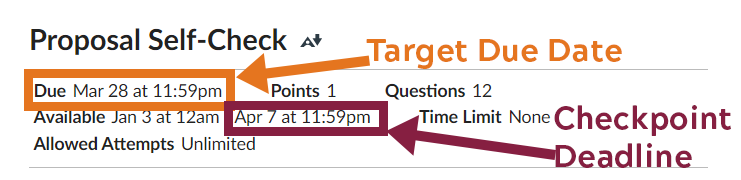 Proposal Self-Check
Target Due Date
Due Mar 28 at 11:59pm Points 1 Questions 12
Available Jan 3 at 12am Apr 7 at 11:59pm Time Limit None
Checkpoint
Deadline
Allowed Attempts Unlimited